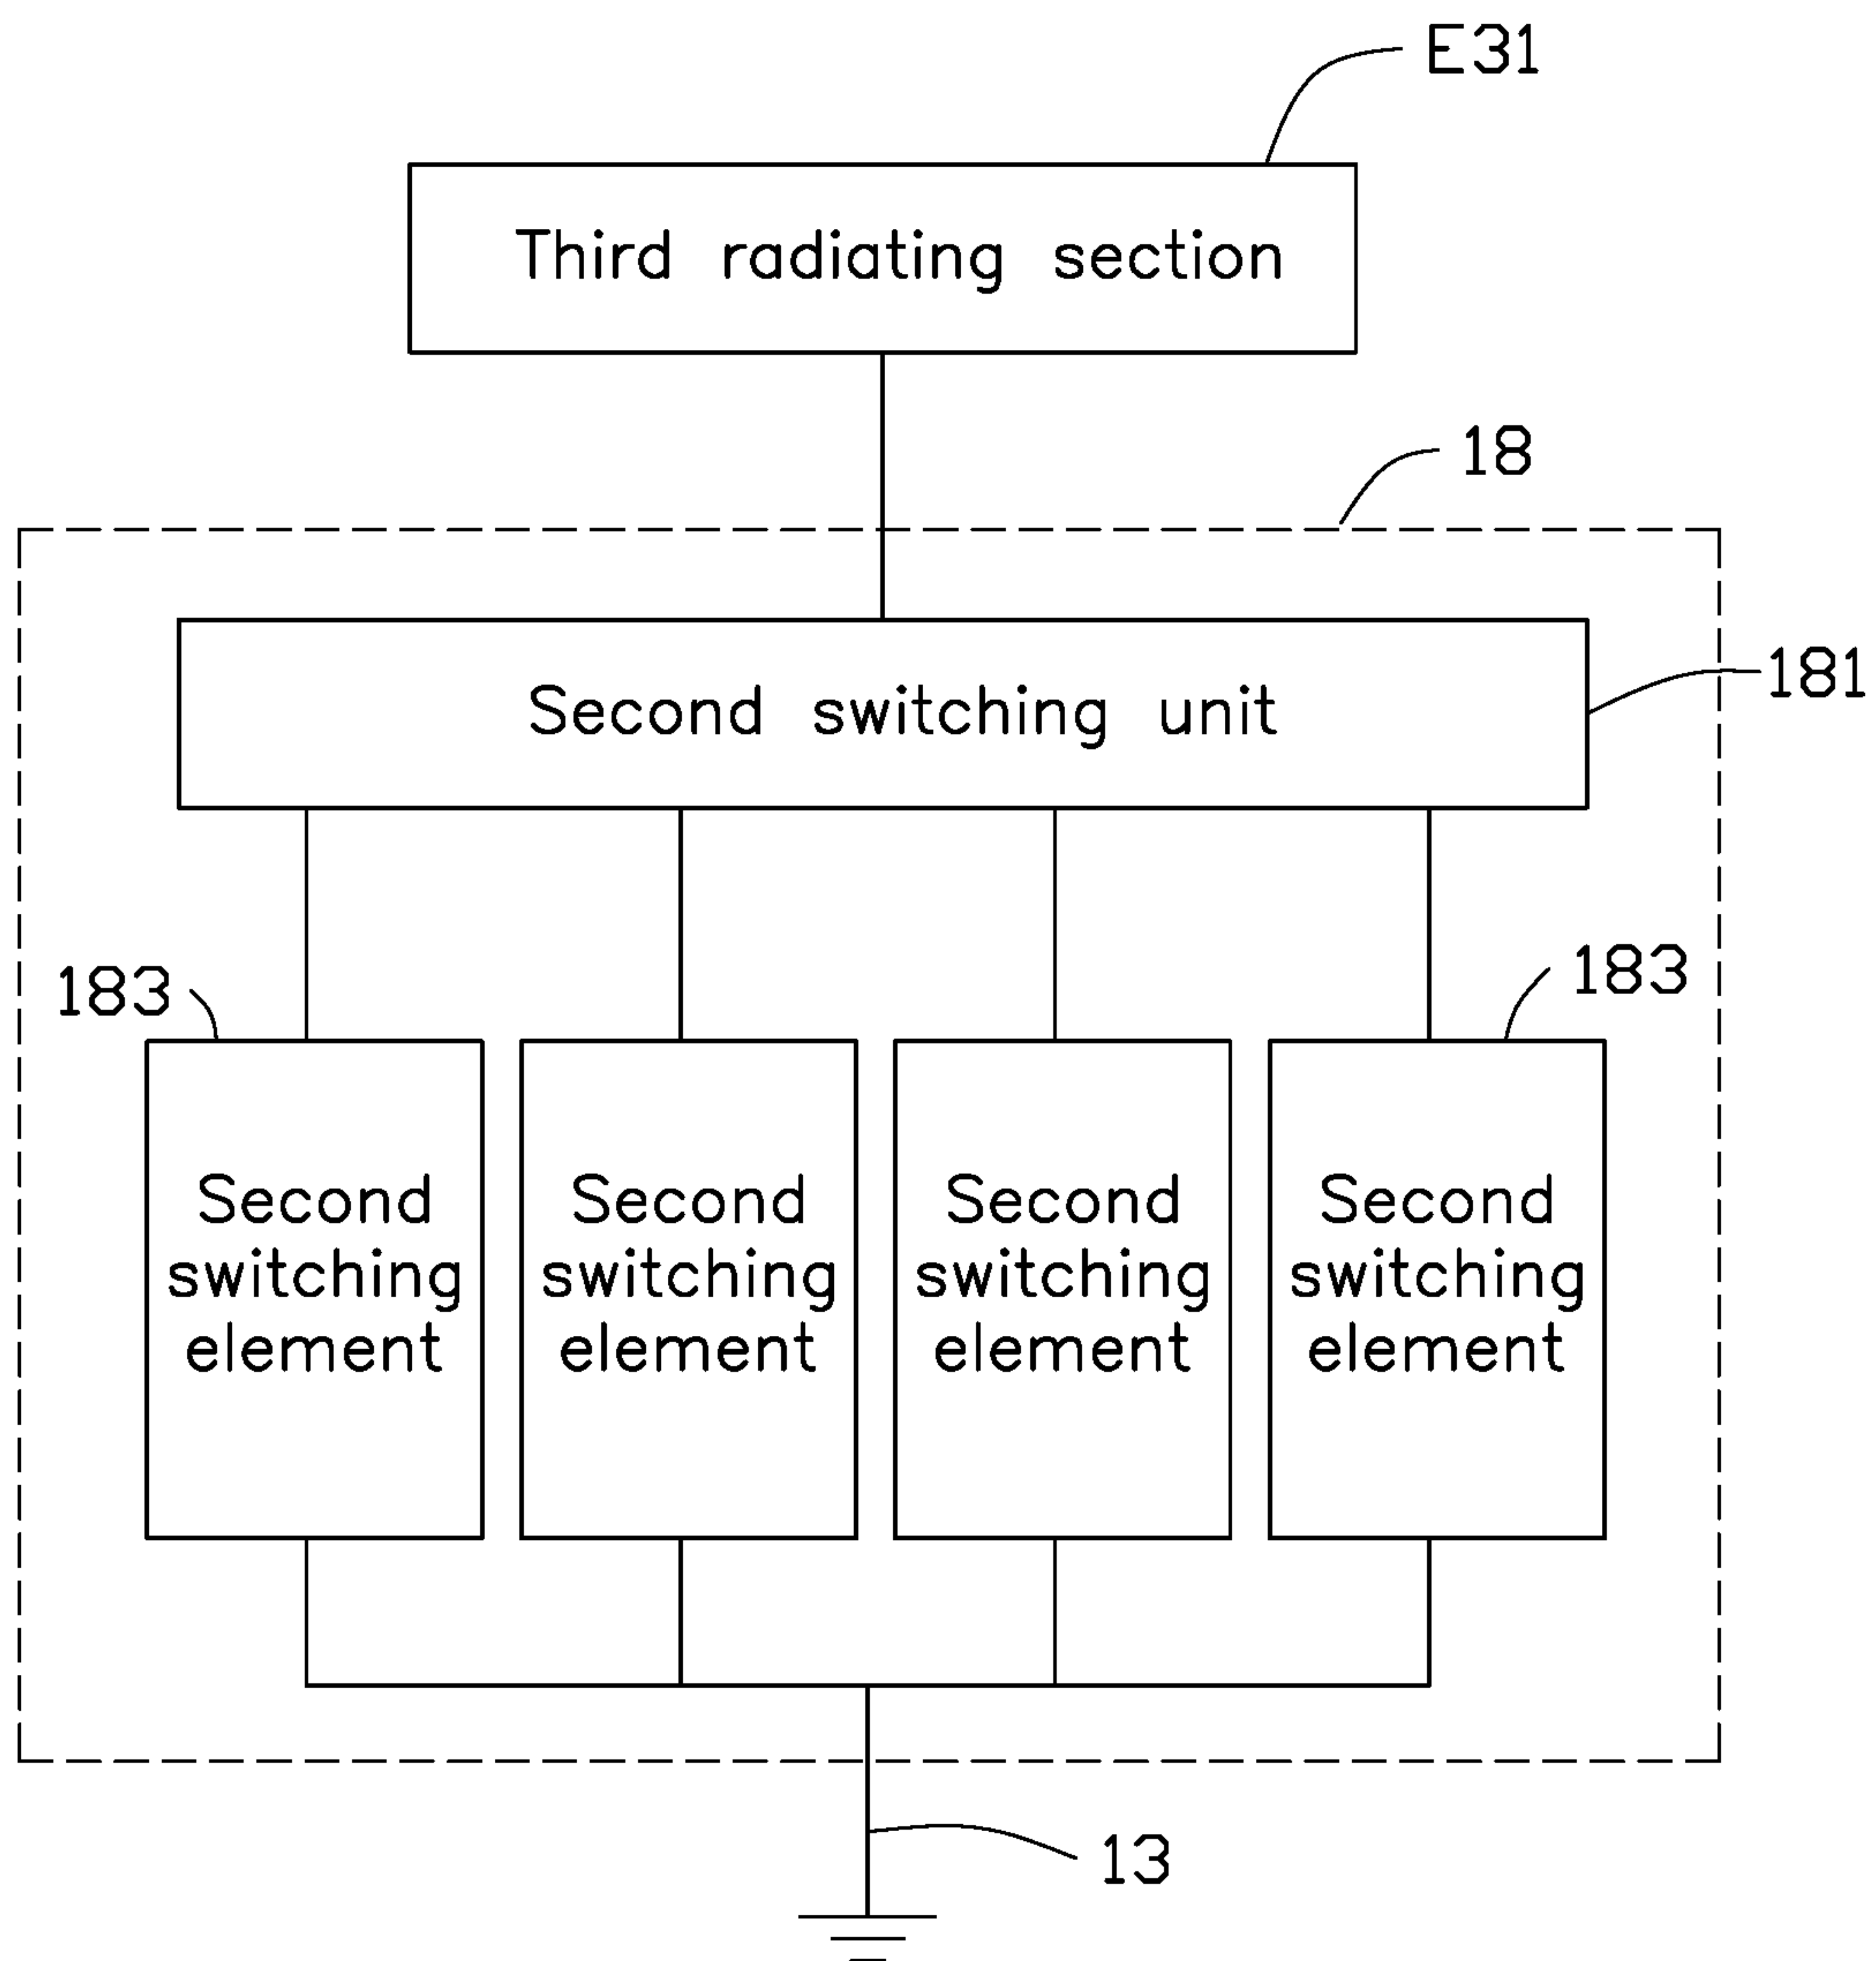 E31
Third radiating section
18
Second switching unit
181
183
183
Second
switching
element
Second
switching
element
Second
switching
element
Second
switching
element
13